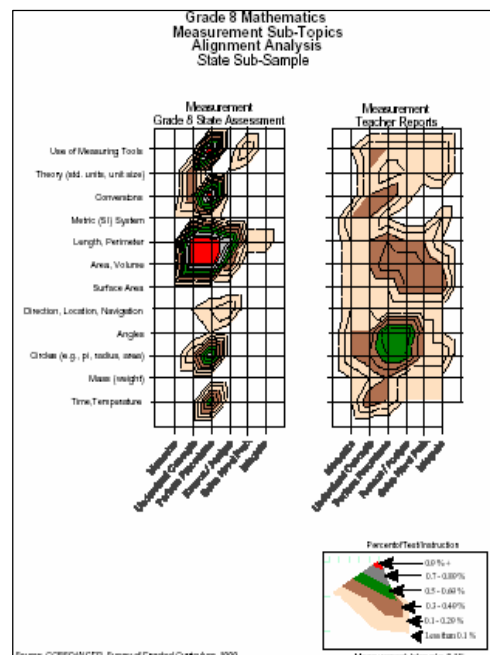 Grade 8 Mathematics
Measurement Sub-Topics
Alignment Analysis
State Sub-Sample
Measurement
Grade 8 State Assessment
Measurement
Teacher Reports
Use of Measuring Tools
Theory (std. units, unit size)
Conversions
Metric (SI) System
Length, Perimeter
Area, Volume
Surface Area
Direction, Location, Navigation
Angles
Circles (e.g., pi, radius, area)
Mass (weight)
Time, Temperature
Memorize
Understand Concepts
Perform Procedures
Integrate
Memorize
Understand Concepts
Perform Procedures
Integrate
Percent of Test/Instruction
0.9 % +
0.7 - 0.89 %
0.5 - 0.69 %
0.3 - 0.49 %
0.1 - 0.29 %
Less than 0.1 %